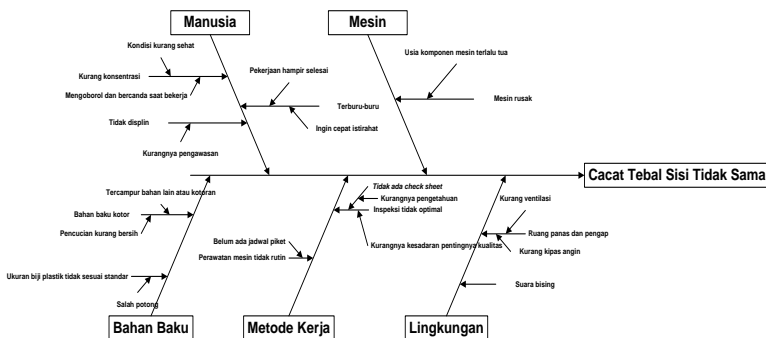 Manusia
Mesin
Kondisi kurang sehat
Usia komponen mesin terlalu tua
Pekerjaan hampir selesai
Kurang konsentrasi
Mengoborol dan bercanda saat bekerja
Mesin rusak
Terburu-buru
Tidak displin
Ingin cepat istirahat
Kurangnya pengawasan
Cacat Tebal Sisi Tidak Sama
Tidak ada check sheet
Tercampur bahan lain atau kotoran
Kurangnya pengetahuan
Kurang ventilasi
Inspeksi tidak optimal
Bahan baku kotor
Pencucian kurang bersih
Ruang panas dan pengap
Belum ada jadwal piket
Kurangnya kesadaran pentingnya kualitas
Kurang kipas angin
Perawatan mesin tidak rutin
Ukuran biji plastik tidak sesuai standar
Suara bising
Salah potong
Bahan Baku
Metode Kerja
Lingkungan